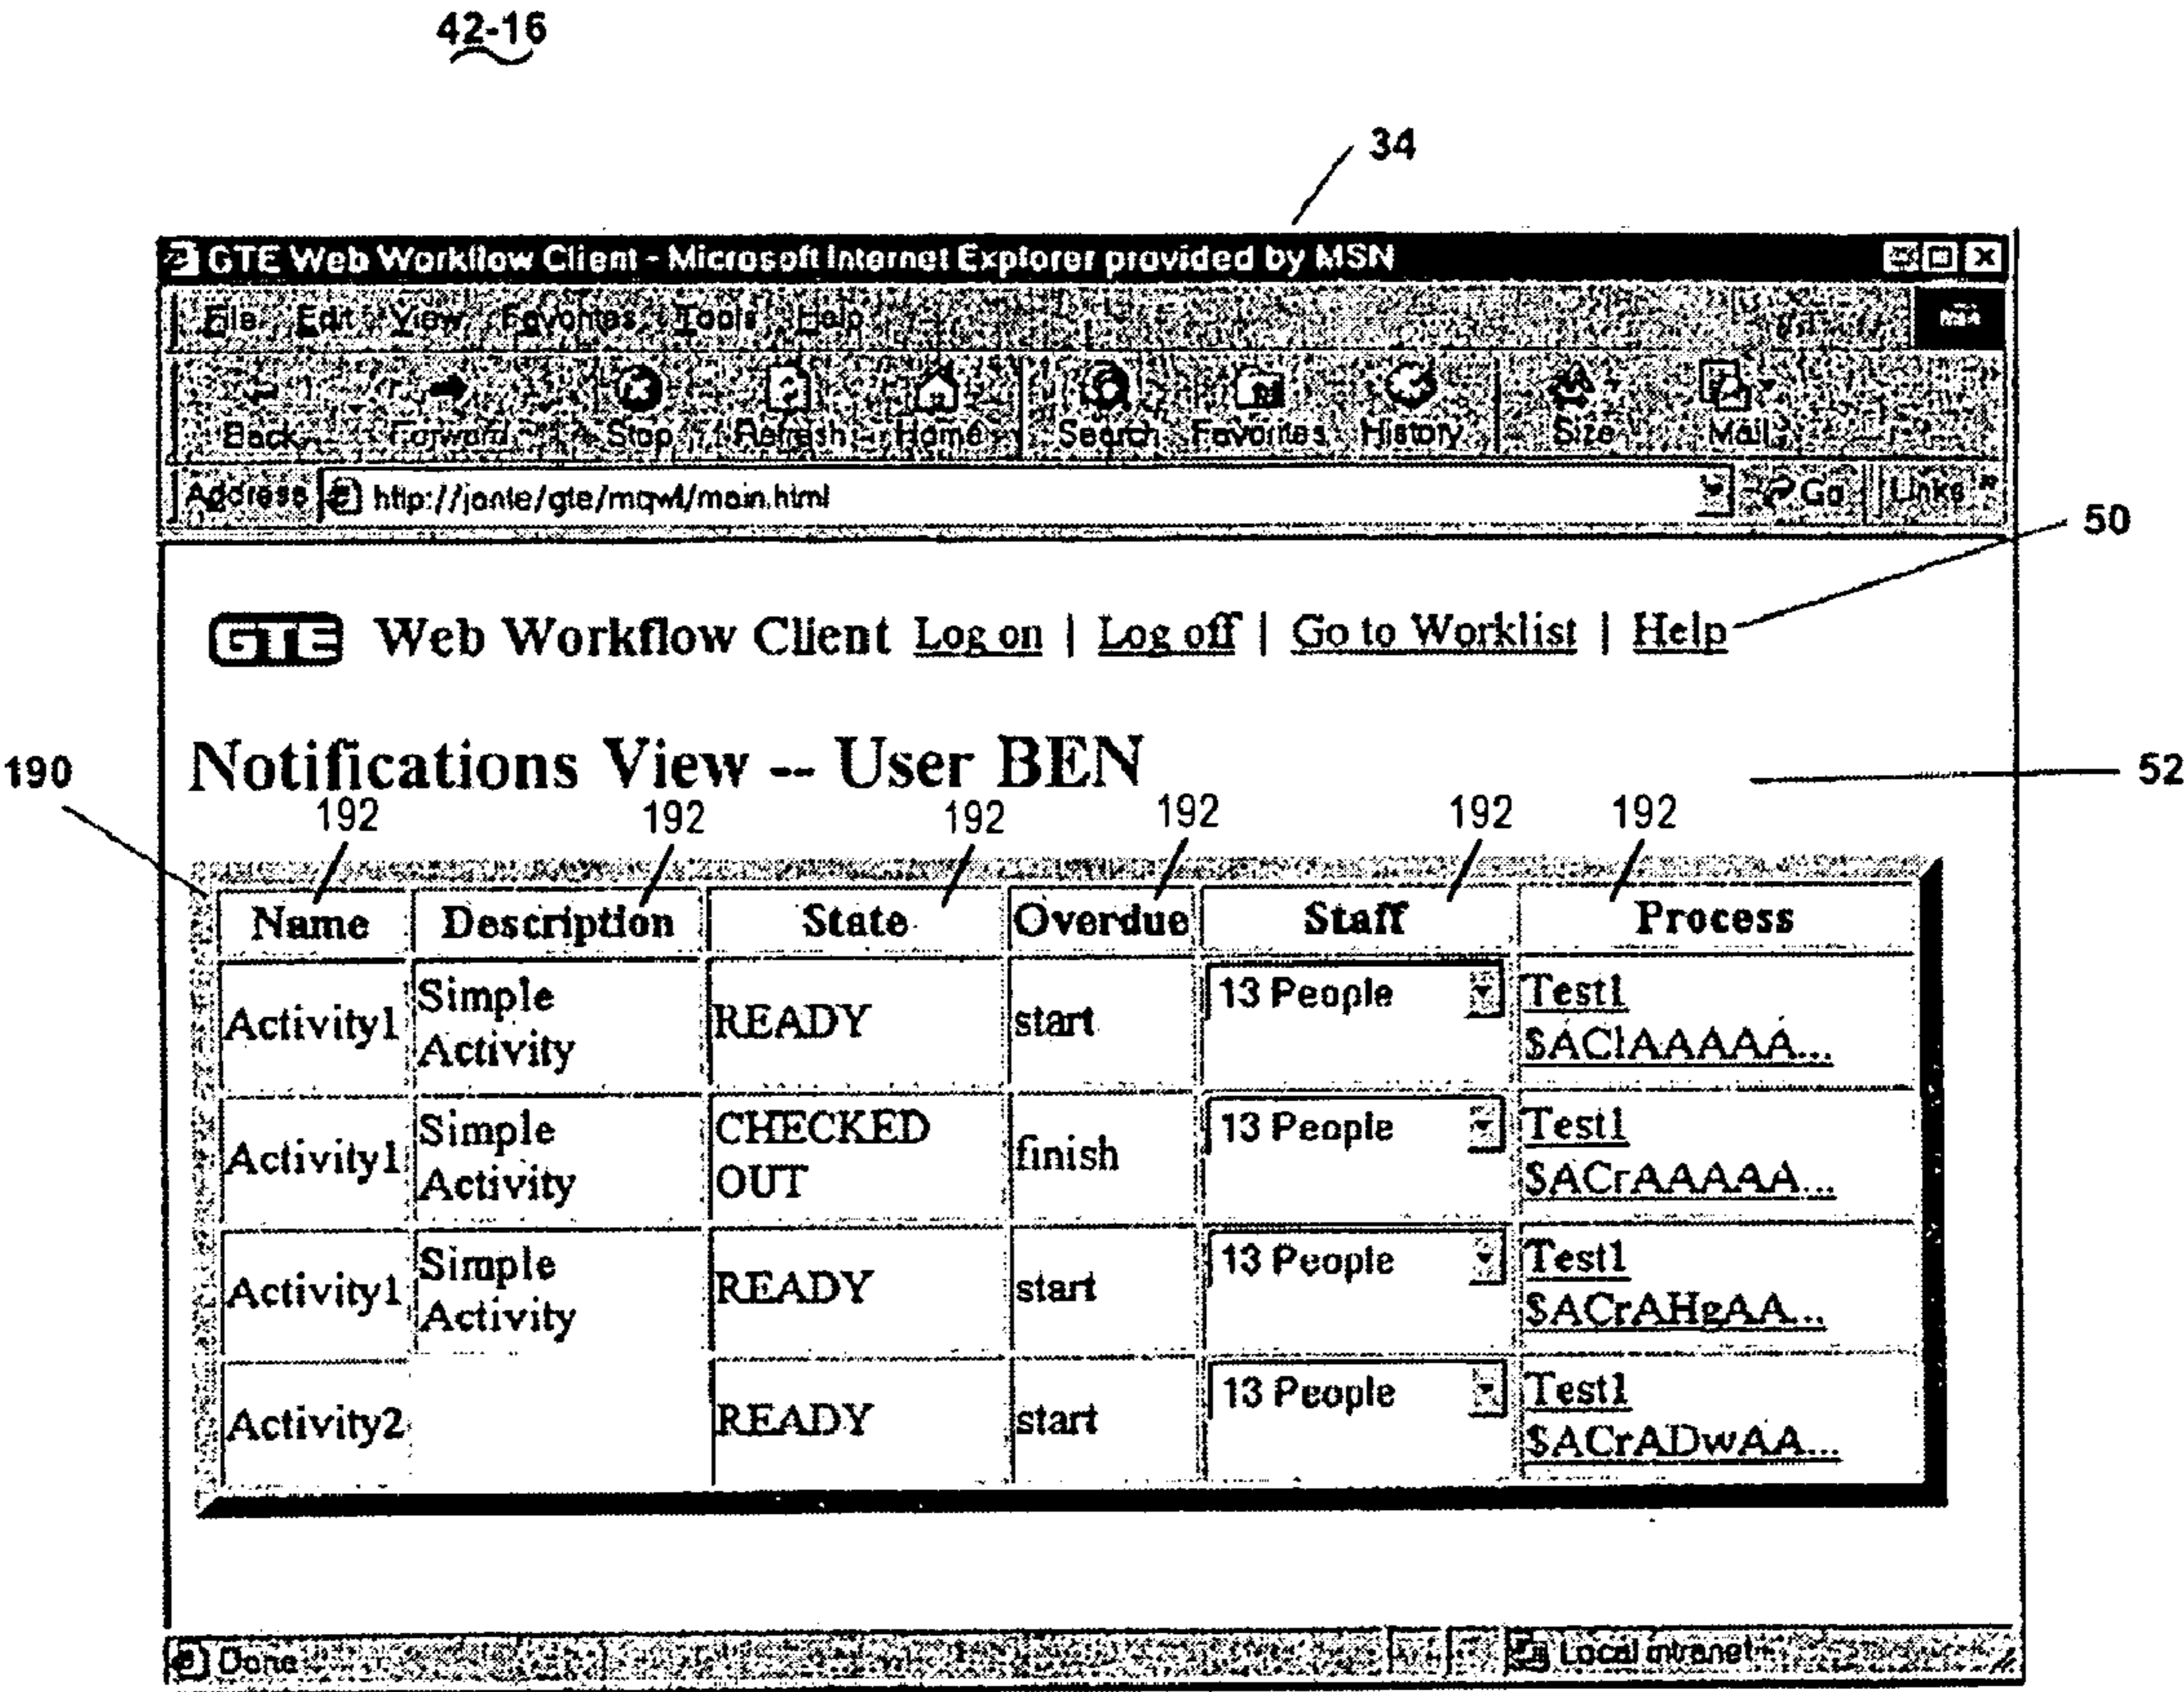 42-16
34
GTE Web Workflow Client - Microsoft Internet Explorer provided by MSN
File Edit View Favorites Tools Help
Back Forward Stop Refresh Home Search Favorites History Size Mail
Address http://jonte/gte/mqwf/main.html Go Links »
50
GTE Web Workflow Client Log on | Log off | Go to Worklist | Help
Notifications View -- User BEN
190
52
192 192 192 192 192 192
Name Description State Overdue Staff Process
Activity1 Simple Activity READY start 13 People Test1 $AClAAAAA...
Activity1 Simple Activity CHECKED OUT finish 13 People Test1 $ACrAAAAA...
Activity1 Simple Activity READY start 13 People Test1 $ACrAHgAA...
Activity2 READY start 13 People Test1 $ACrADwAA...
Done Local intranet